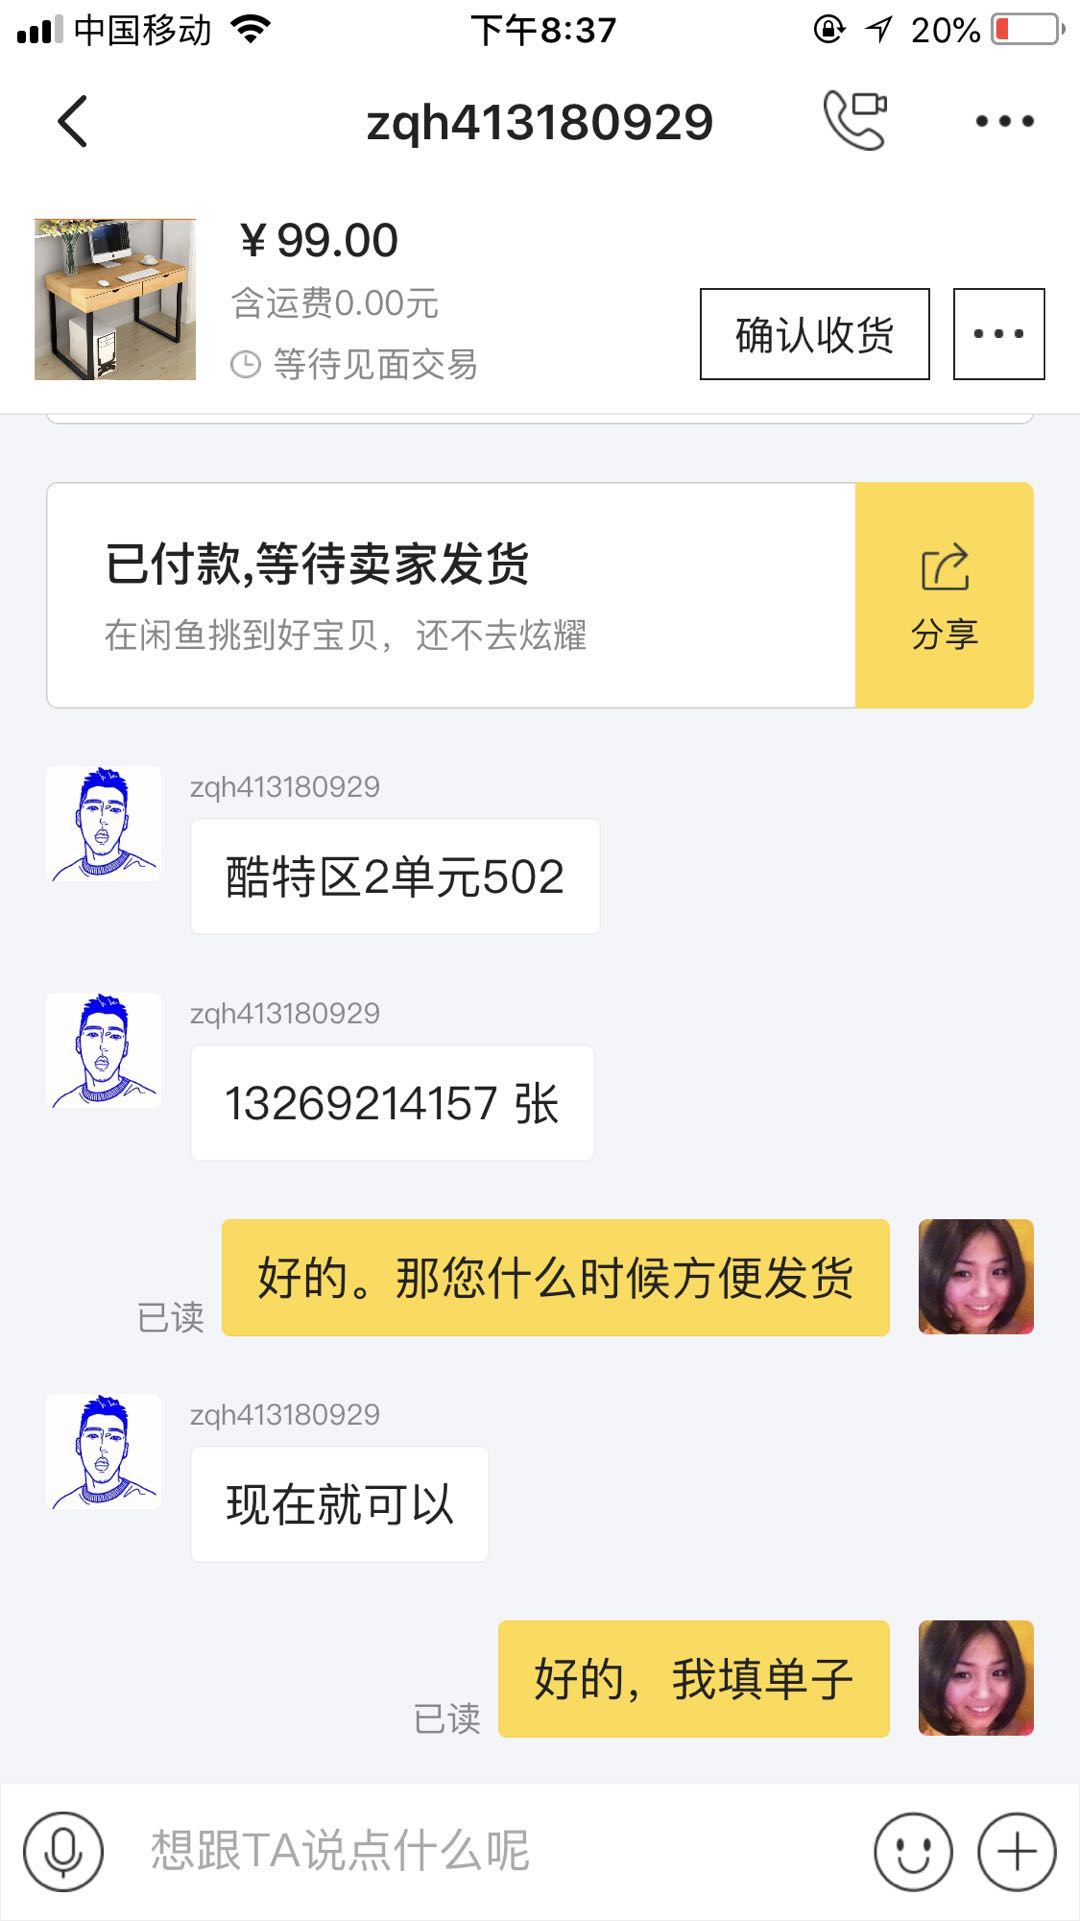 中国移动 下午8:37 20%
zqh413180929
¥99.00
含运费0.00元
等待见面交易
确认收货
已付款,等待卖家发货
在闲鱼挑到好宝贝，还不去炫耀
分享
zqh413180929
酷特区2单元502
zqh413180929
13269214157 张
好的。那您什么时候方便发货
已读
zqh413180929
现在就可以
好的，我填单子
已读
想跟TA说点什么呢